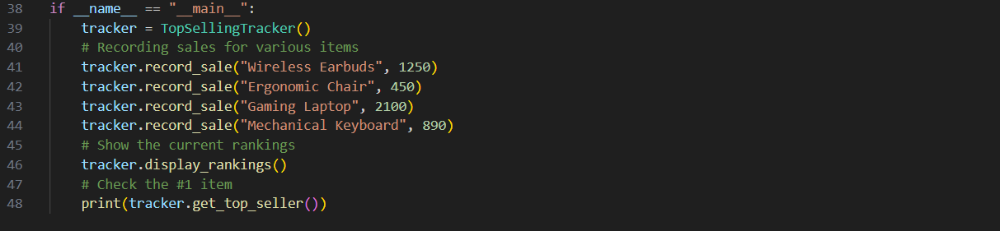 38 if __name__ == "__main__":
39     tracker = TopSellingTracker()
40     # Recording sales for various items
41     tracker.record_sale("Wireless Earbuds", 1250)
42     tracker.record_sale("Ergonomic Chair", 450)
43     tracker.record_sale("Gaming Laptop", 2100)
44     tracker.record_sale("Mechanical Keyboard", 890)
45     # Show the current rankings
46     tracker.display_rankings()
47     # Check the #1 item
48     print(tracker.get_top_seller())